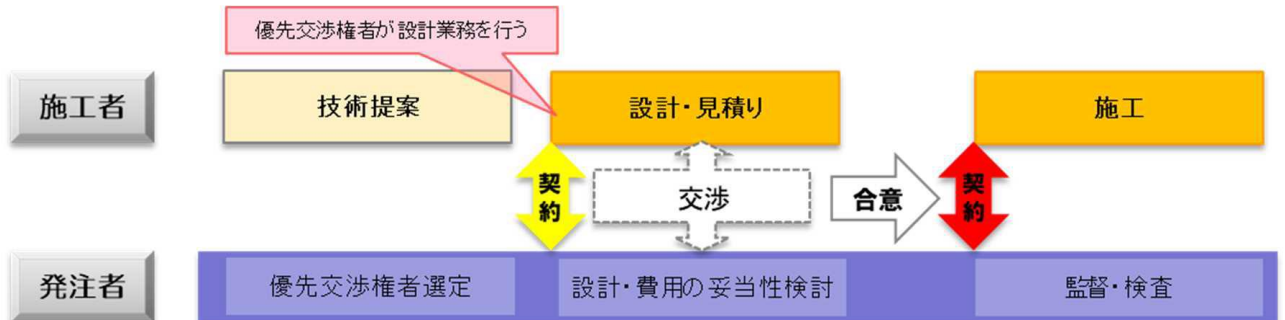 優先交渉権者が設計業務を行う
施工者
技術提案
設計・見積り
施工
契約
交渉
合意
契約
発注者
優先交渉権者選定
設計・費用の妥当性検討
監督・検査